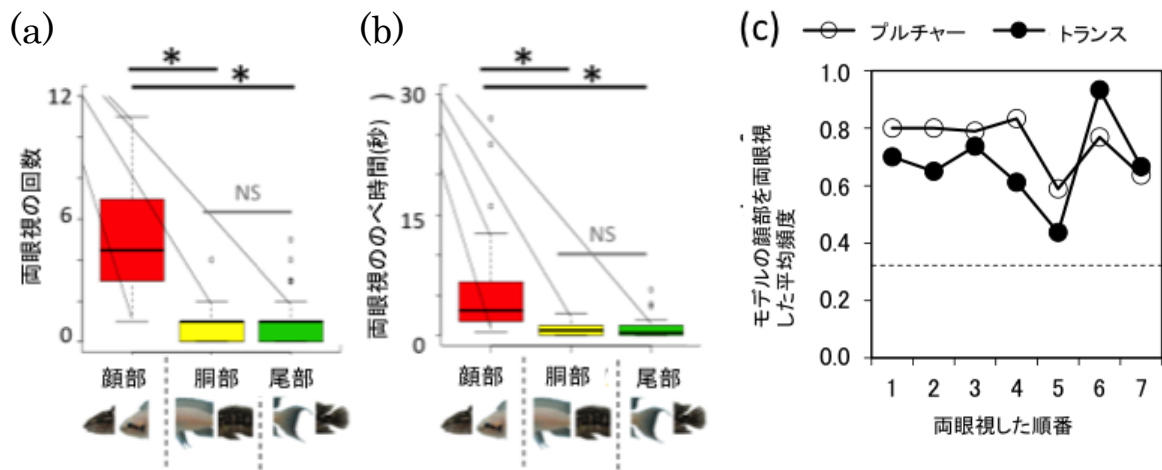 (a)
*
*
12
6
0
両眼視の回数
NS
顔部 胴部 尾部
(b)
*
*
30
15
0
両眼視ののべ時間(秒)
NS
顔部 胴部 尾部
(c)
プルチャー トランス
1.0
0.8
0.6
0.4
0.2
0.0
モデルの顔部を両眼視
した平均頻度
1 2 3 4 5 6 7
両眼視した順番